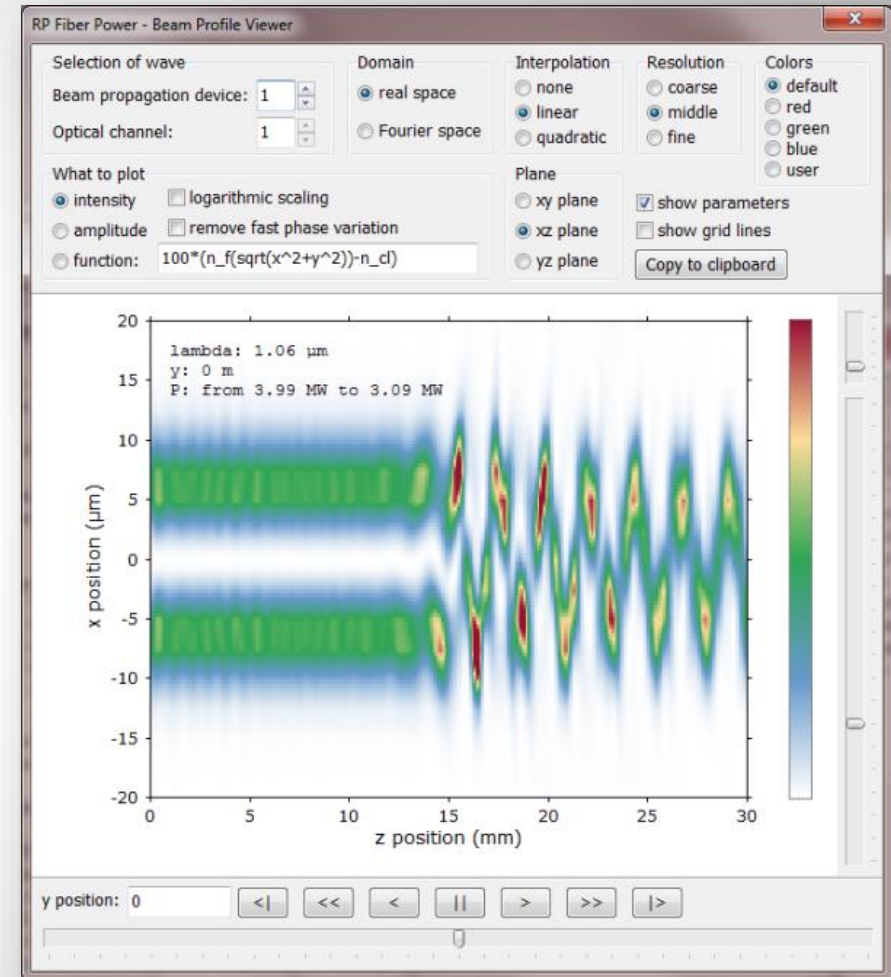 RP Fiber Power - Beam Profile Viewer
x
Selection of wave
Beam propagation device: 1
Optical channel: 1
Domain
real space
Fourier space
Interpolation
none
linear
quadratic
Resolution
coarse
middle
fine
Colors
default
red
green
blue
user
What to plot
intensity
logarithmic scaling
amplitude
remove fast phase variation
function: 100*(n_f(sqrt(x^2+y^2))-n_cl)
Plane
xy plane
xz plane
yz plane
show parameters
show grid lines
Copy to clipboard
lambda: 1.06 µm
y: 0 m
P: from 3.99 MW to 3.09 MW
20
15
10
5
0
-5
-10
-15
-20
x position (µm)
0 5 10 15 20 25 30
z position (mm)
y position: 0
<| << < || > >> |>